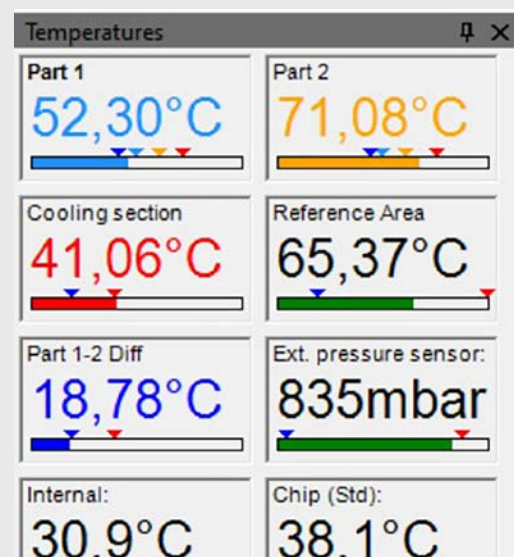 Temperatures
Part 1
52,30°C
Part 2
71,08°C
Cooling section
41,06°C
Reference Area
65,37°C
Part 1-2 Diff
18,78°C
Ext. pressure sensor:
835mbar
Internal:
30,9°C
Chip (Std):
38,1°C